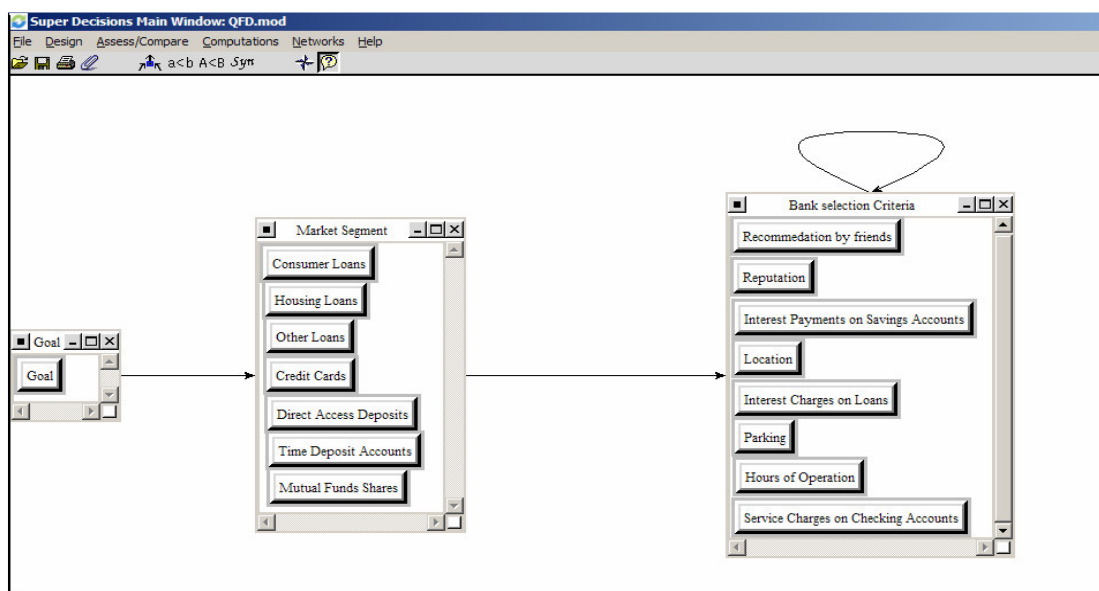 Super Decisions Main Window: QFD.mod
File Design Assess/Compare Computations Networks Help
a<b A<B Syn
Bank selection Criteria
Recommedation by friends
Reputation
Interest Payments on Savings Accounts
Location
Interest Charges on Loans
Parking
Hours of Operation
Service Charges on Checking Accounts
Market Segment
Consumer Loans
Housing Loans
Other Loans
Credit Cards
Direct Access Deposits
Time Deposit Accounts
Mutual Funds Shares
Goal
Goal